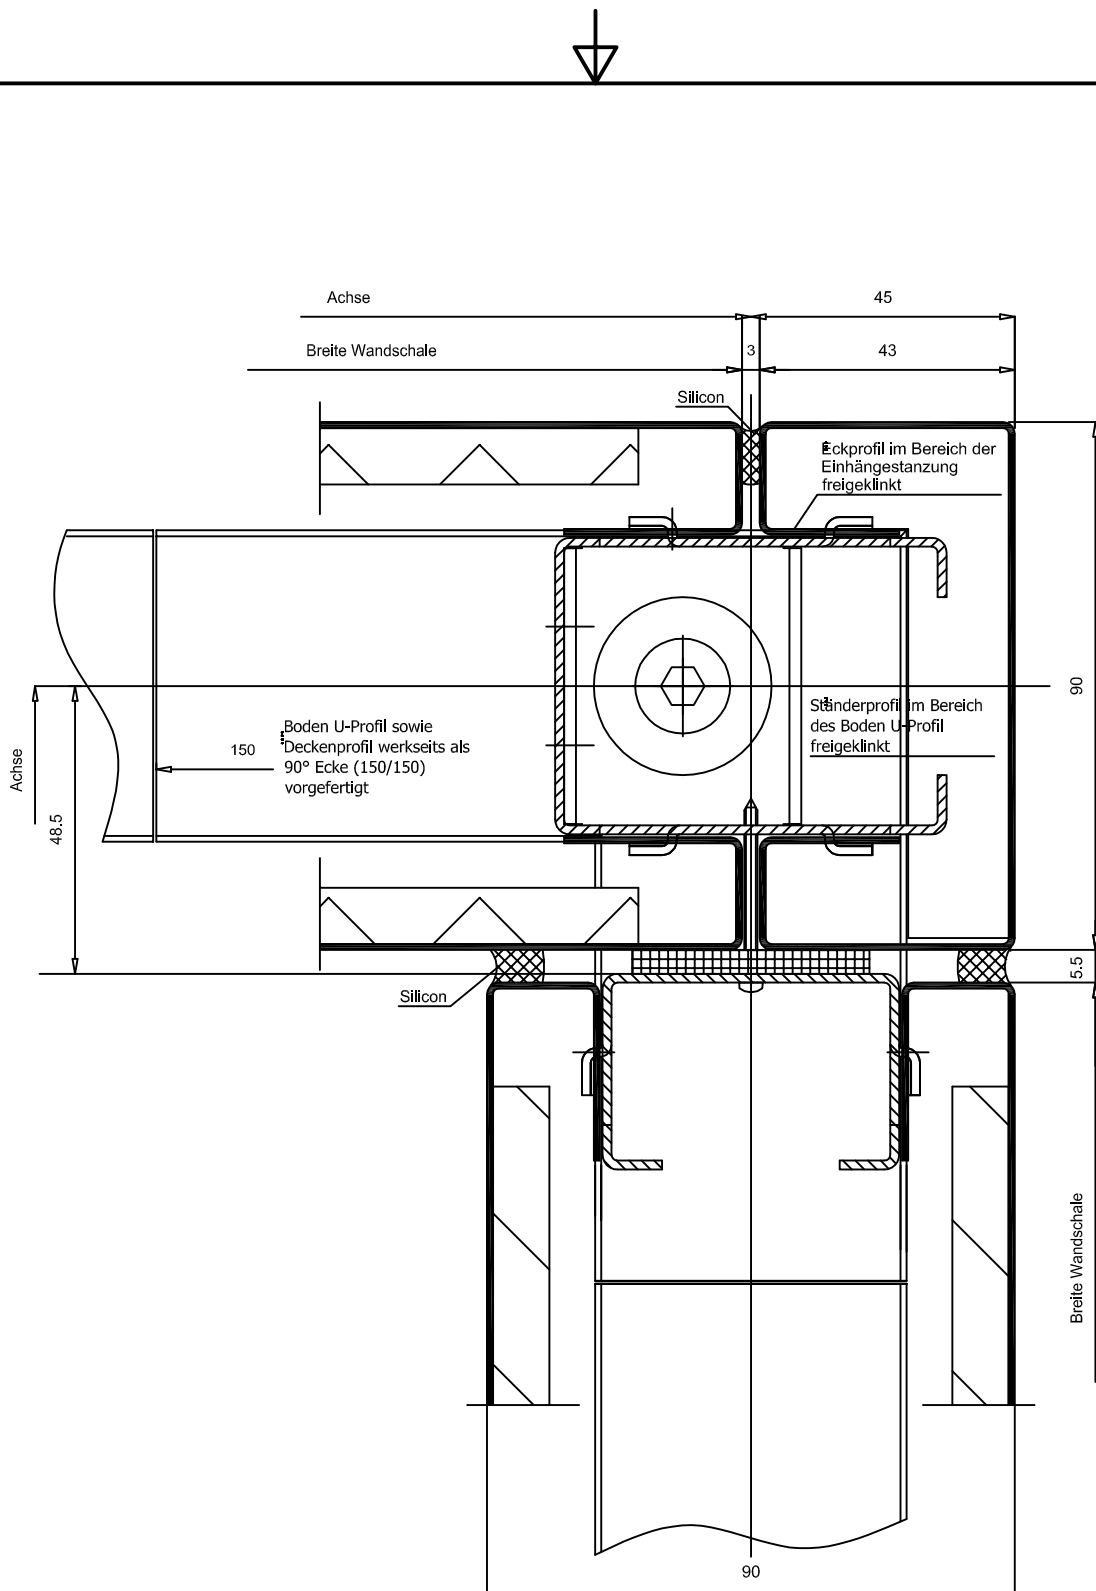 Achse
45
Breite Wandschale
3
43
Silicon
Eckprofil im Bereich der
Einhängestanzung
freigeklinkt
90
Ständerprofil im Bereich
des Boden U-Profil
freigeklinkt
Boden U-Profil sowie
Deckenprofil werkseits als
90° Ecke (150/150)
vorgefertigt
150
Achse
48.5
5.5
Silicon
Breite Wandschale
90